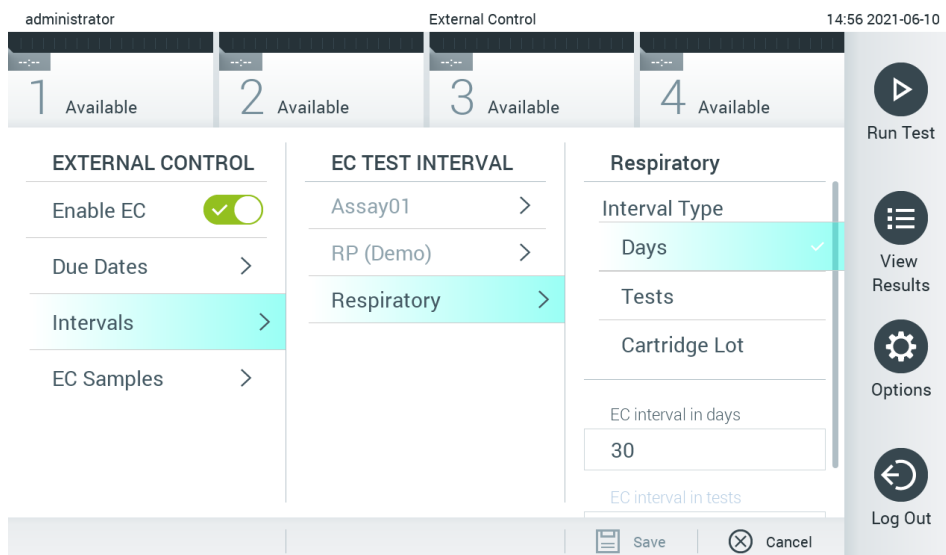 administrator
External Control
14:56 2021-06-10
--:--
1 Available
--:--
2 Available
--:--
3 Available
--:--
4 Available
Run Test
View
Results
Options
Log Out
EXTERNAL CONTROL
Enable EC
Due Dates
Intervals
EC Samples
EC TEST INTERVAL
Assay01
RP (Demo)
Respiratory
Respiratory
Interval Type
Days
Tests
Cartridge Lot
EC interval in days
30
EC interval in tests
Save
Cancel